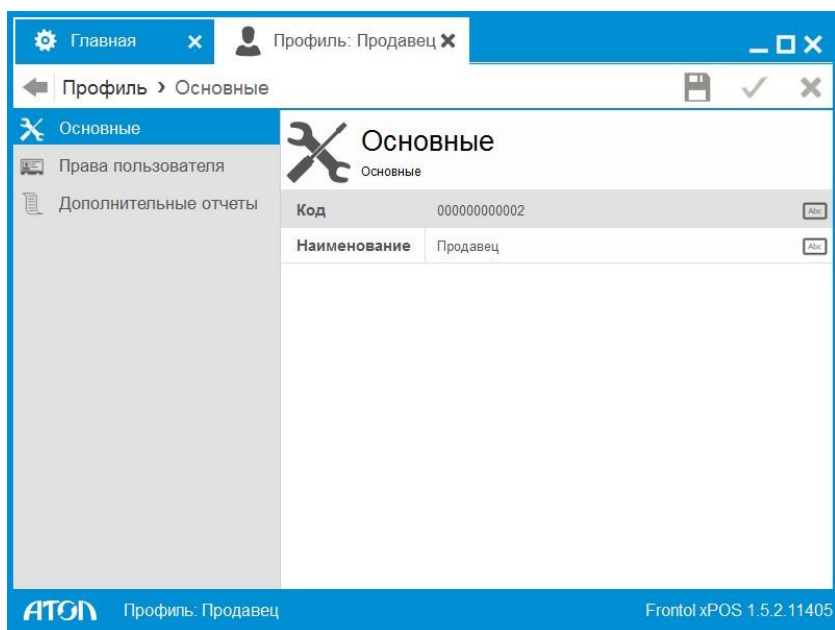 Главная
Профиль: Продавец
Профиль > Основные
Основные
Права пользователя
Дополнительные отчеты
Основные
Основные
Код 000000000002 Abc
Наименование Продавец Abc
ATOL Профиль: Продавец Frontol xPOS 1.5.2.11405